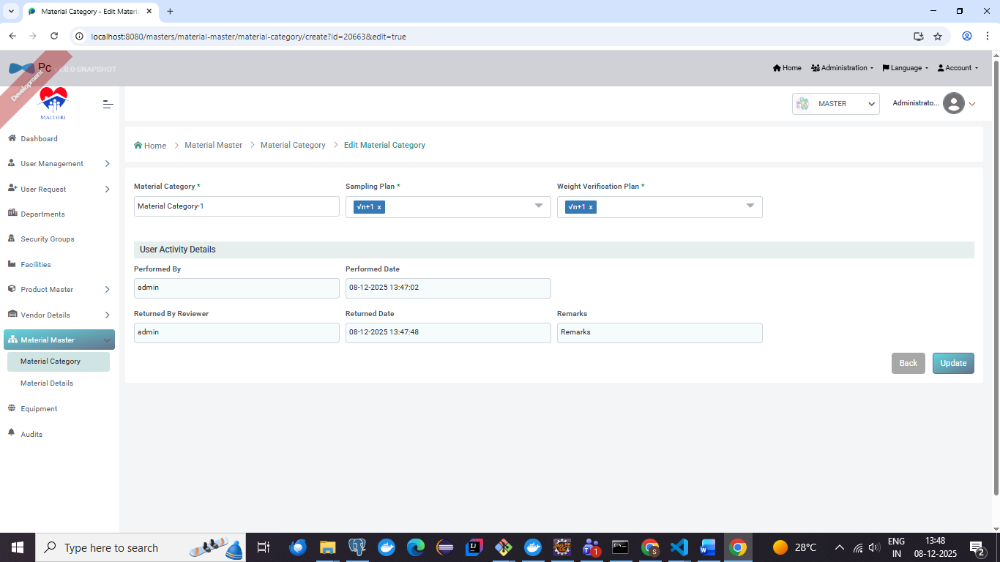 Material Category - Edit Materi
localhost:8080/masters/material-master/material-category/create?id=20663&edit=true
Pc v1.0.0-SNAPSHOT
Development
Home
Administration
Language
Account
MAITHRI
MASTER
Administrato...
Dashboard
User Management
User Request
Departments
Security Groups
Facilities
Product Master
Vendor Details
Material Master
Material Category
Material Details
Equipment
Audits
Home > Material Master > Material Category > Edit Material Category
Material Category * Sampling Plan * Weight Verification Plan *
Material Category-1 √n+1 x √n+1 x
User Activity Details
Performed By Performed Date
admin 08-12-2025 13:47:02
Returned By Reviewer Returned Date Remarks
admin 08-12-2025 13:47:48 Remarks
Back Update
Type here to search
1
S
28°C
ENG
IN
13:48
08-12-2025
2